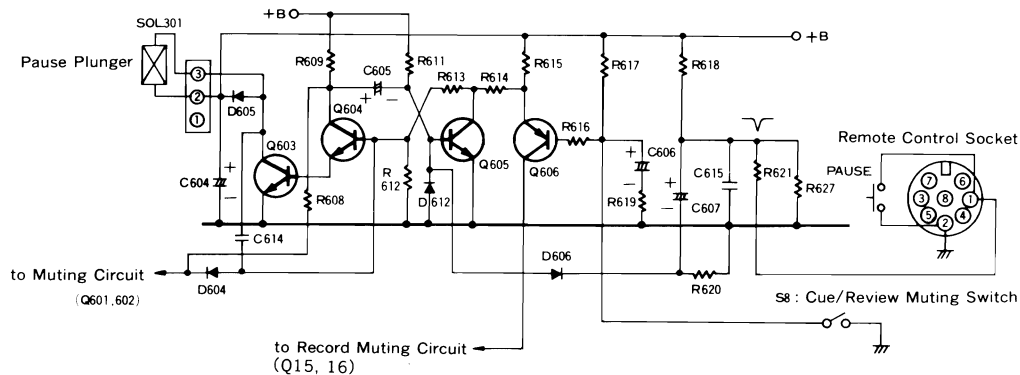 +B
SOL301
+B
Pause Plunger
R609
C605
R611
R613
R614
R615
R617
R618
3
2
1
D605
+
-
Q604
Q603
Q605
Q606
R616
Remote Control Socket
C604
+
-
R608
R
612
D612
+
C606
-
R619
+
C607
-
C615
R621
R627
PAUSE
7
6
3
8
1
5
4
2
C614
to Muting Circuit
(Q601,602)
D604
D606
R620
S8 : Cue/Review Muting Switch
to Record Muting Circuit
(Q15, 16)